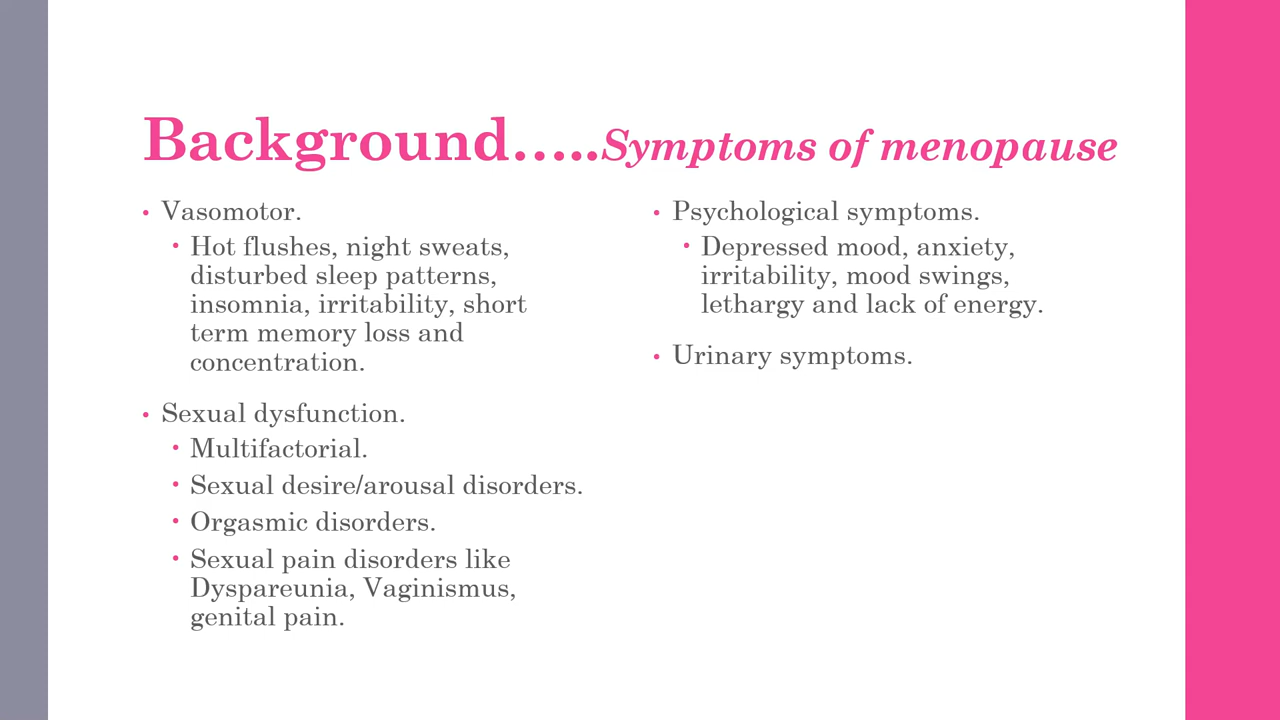 Background…..Symptoms of menopause
• Vasomotor.
• Hot flushes, night sweats,
disturbed sleep patterns,
insomnia, irritability, short
term memory loss and
concentration.
• Sexual dysfunction.
• Multifactorial.
• Sexual desire/arousal disorders.
• Orgasmic disorders.
• Sexual pain disorders like
Dyspareunia, Vaginismus,
genital pain.
• Psychological symptoms.
• Depressed mood, anxiety,
irritability, mood swings,
lethargy and lack of energy.
• Urinary symptoms.